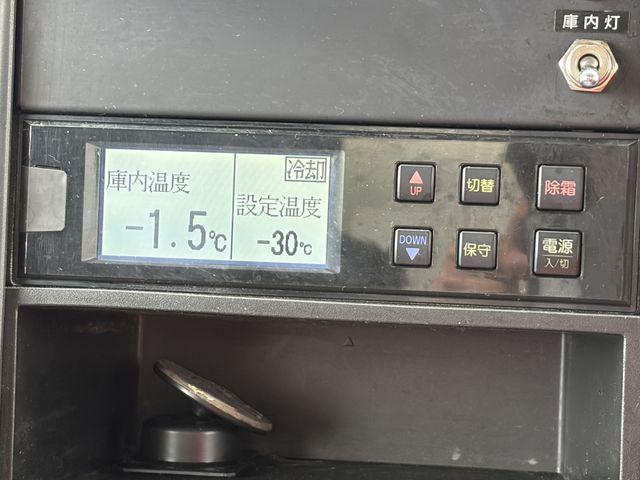 庫内灯
庫内温度
-1.5℃
冷却
設定温度
-30℃
UP
切替
除霜
DOWN
保守
電源
入/切